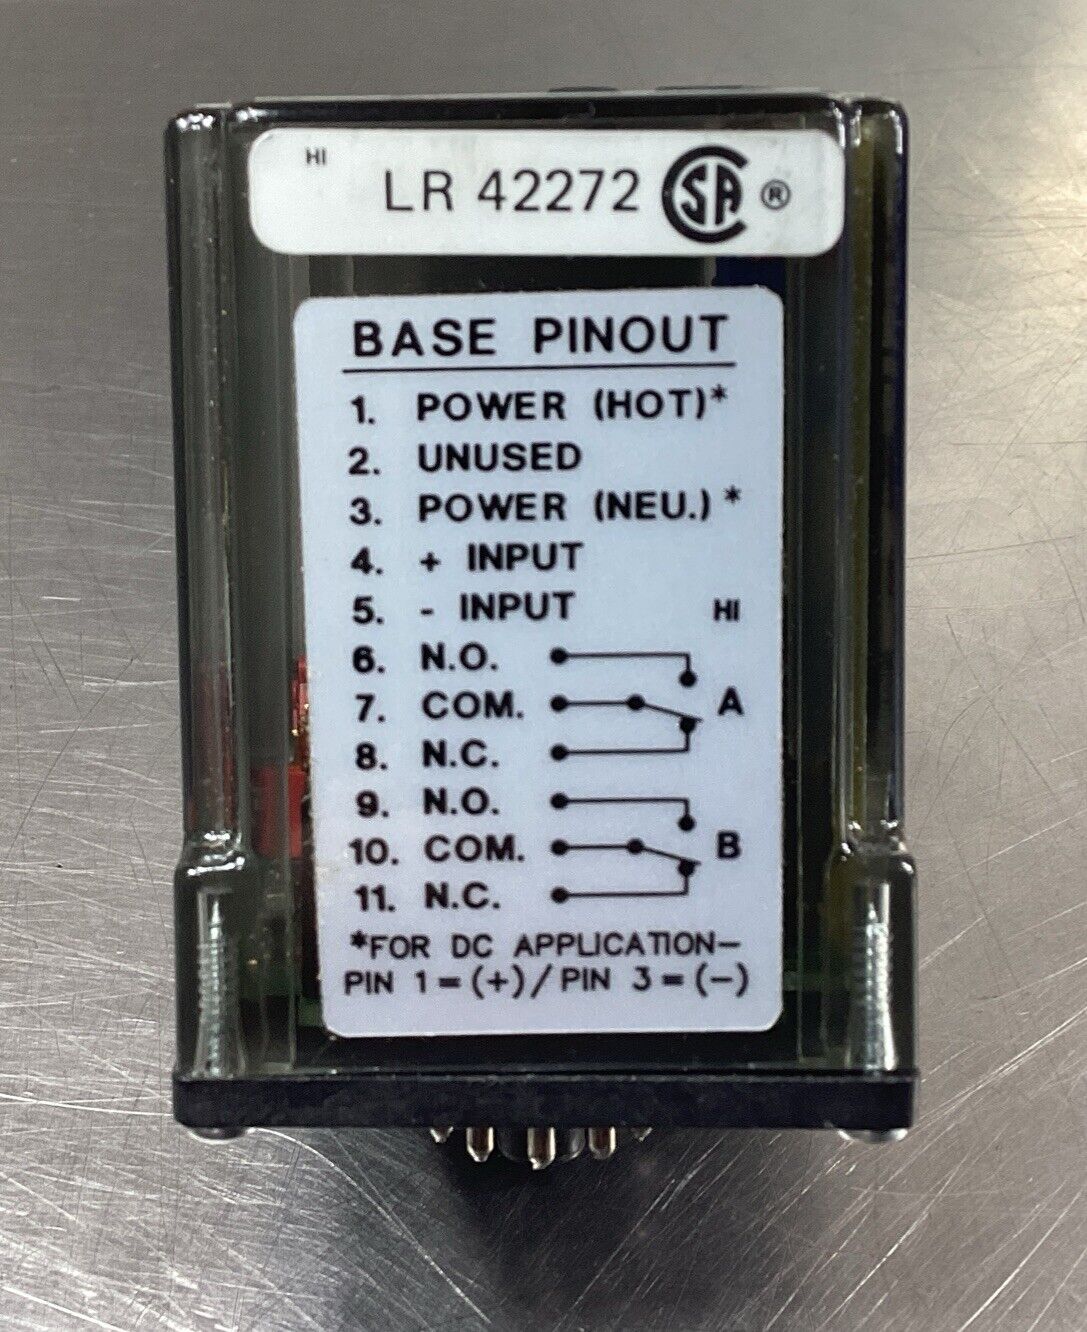 HI
LR 42272 CSA ®
BASE PINOUT
1. POWER (HOT)*
2. UNUSED
3. POWER (NEU.)*
4. + INPUT
5. - INPUT HI
6. N.O.
7. COM. A
8. N.C.
9. N.O.
10. COM. B
11. N.C.
*FOR DC APPLICATION-
PIN 1=(+)/PIN 3=(-)